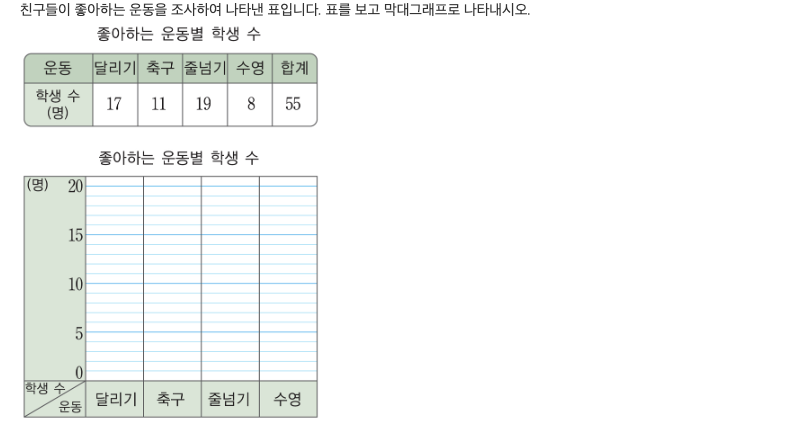 친구들이 좋아하는 운동을 조사하여 나타낸 표입니다. 표를 보고 막대그래프로 나타내시오.
좋아하는 운동별 학생 수
운동 달리기 축구 줄넘기 수영 합계
학생 수
(명) 17 11 19 8 55
좋아하는 운동별 학생 수
(명) 20
15
10
5
0
학생 수
운동 달리기 축구 줄넘기 수영